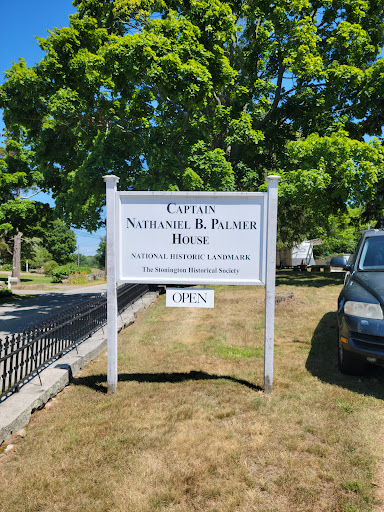 CAPTAIN
NATHANIEL B. PALMER
HOUSE
NATIONAL HISTORIC LANDMARK
The Stonington Historical Society
OPEN